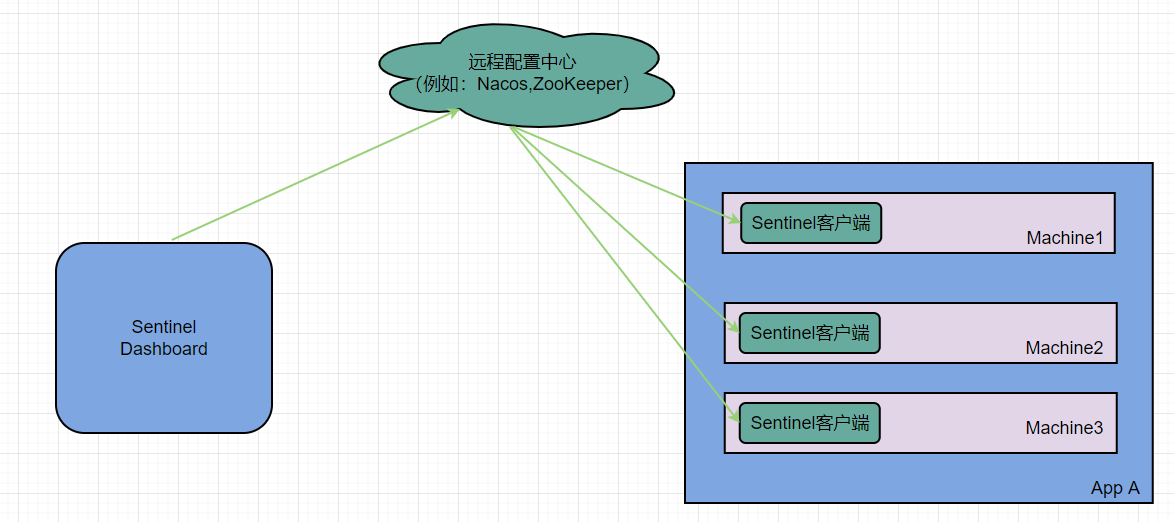 远程配置中心
（例如：Nacos,ZooKeeper）
Sentinel客户端
Machine1
Sentinel
Dashboard
Sentinel客户端
Machine2
Sentinel客户端
Machine3
App A